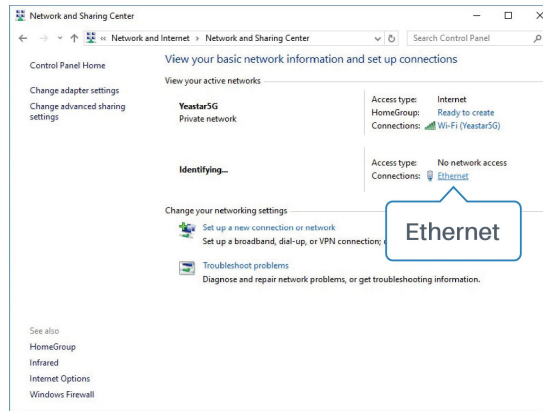 Network and Sharing Center
« Network and Internet > Network and Sharing Center
Search Control Panel
Control Panel Home
Change adapter settings
Change advanced sharing
settings
View your basic network information and set up connections
View your active networks
Yeastar5G
Private network
Access type: Internet
HomeGroup: Ready to create
Connections: Wi-Fi (Yeastar5G)
Identifying...
Access type: No network access
Connections: Ethernet
Ethernet
Change your networking settings
Set up a new connection or network
Set up a broadband, dial-up, or VPN connection;
Troubleshoot problems
Diagnose and repair network problems, or get troubleshooting information.
See also
HomeGroup
Infrared
Internet Options
Windows Firewall